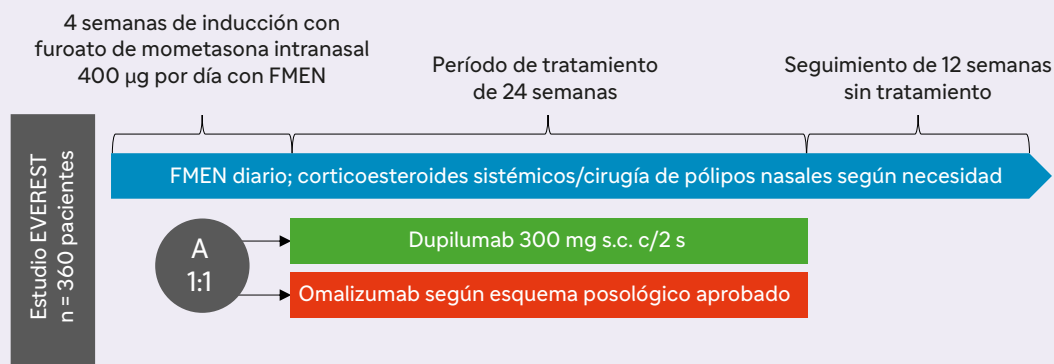 4 semanas de inducción con
furoato de mometasona intranasal
400 µg por día con FMEN
Período de tratamiento
de 24 semanas
Seguimiento de 12 semanas
sin tratamiento
Estudio EVEREST
n = 360 pacientes
FMEN diario; corticoesteroides sistémicos/cirugía de pólipos nasales según necesidad
A
1:1
Dupilumab 300 mg s.c. c/2 s
Omalizumab según esquema posológico aprobado